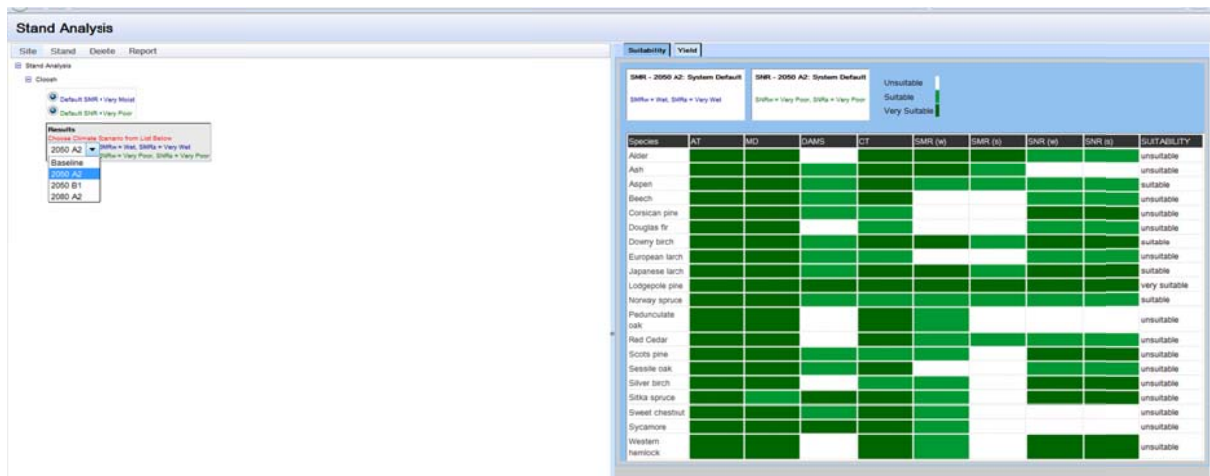 Stand Analysis
Site Stand Delete Report
Stand Analysis
Clooah
Default SMR • Very Moist
Default SNR • Very Poor
Results
Choose Climate Scenario from List Below
2050 A2 SMRw = Wet, SMRs = Very Wet
SNRw = Very Poor, SNRs = Very Poor
Baseline
2050 A2
2050 B1
2080 A2
Suitability Yield
SMR - 2050 A2: System Default
SMRw = Wet, SMRs = Very Wet
SNR - 2050 A2: System Default
SNRw = Very Poor, SNRs = Very Poor
Unsuitable
Suitable
Very Suitable
Species AT MD DAMS CT SMR (w) SMR (s) SNR (w) SNR (s) SUITABILITY
Alder unsuitable
Ash unsuitable
Aspen suitable
Beech unsuitable
Corsican pine unsuitable
Douglas fir unsuitable
Downy birch suitable
European larch unsuitable
Japanese larch suitable
Lodgepole pine very suitable
Norway spruce suitable
Pedunculate
oak unsuitable
Red Cedar unsuitable
Scots pine unsuitable
Sessile oak unsuitable
Silver birch unsuitable
Sitka spruce unsuitable
Sweet chestnut unsuitable
Sycamore unsuitable
Western
hemlock unsuitable